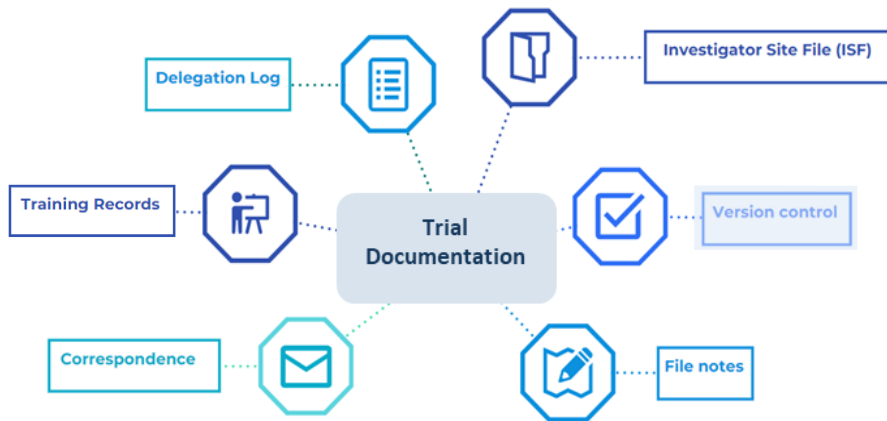 Investigator Site File (ISF)
Delegation Log
Training Records
Version control
Trial
Documentation
Correspondence
File notes